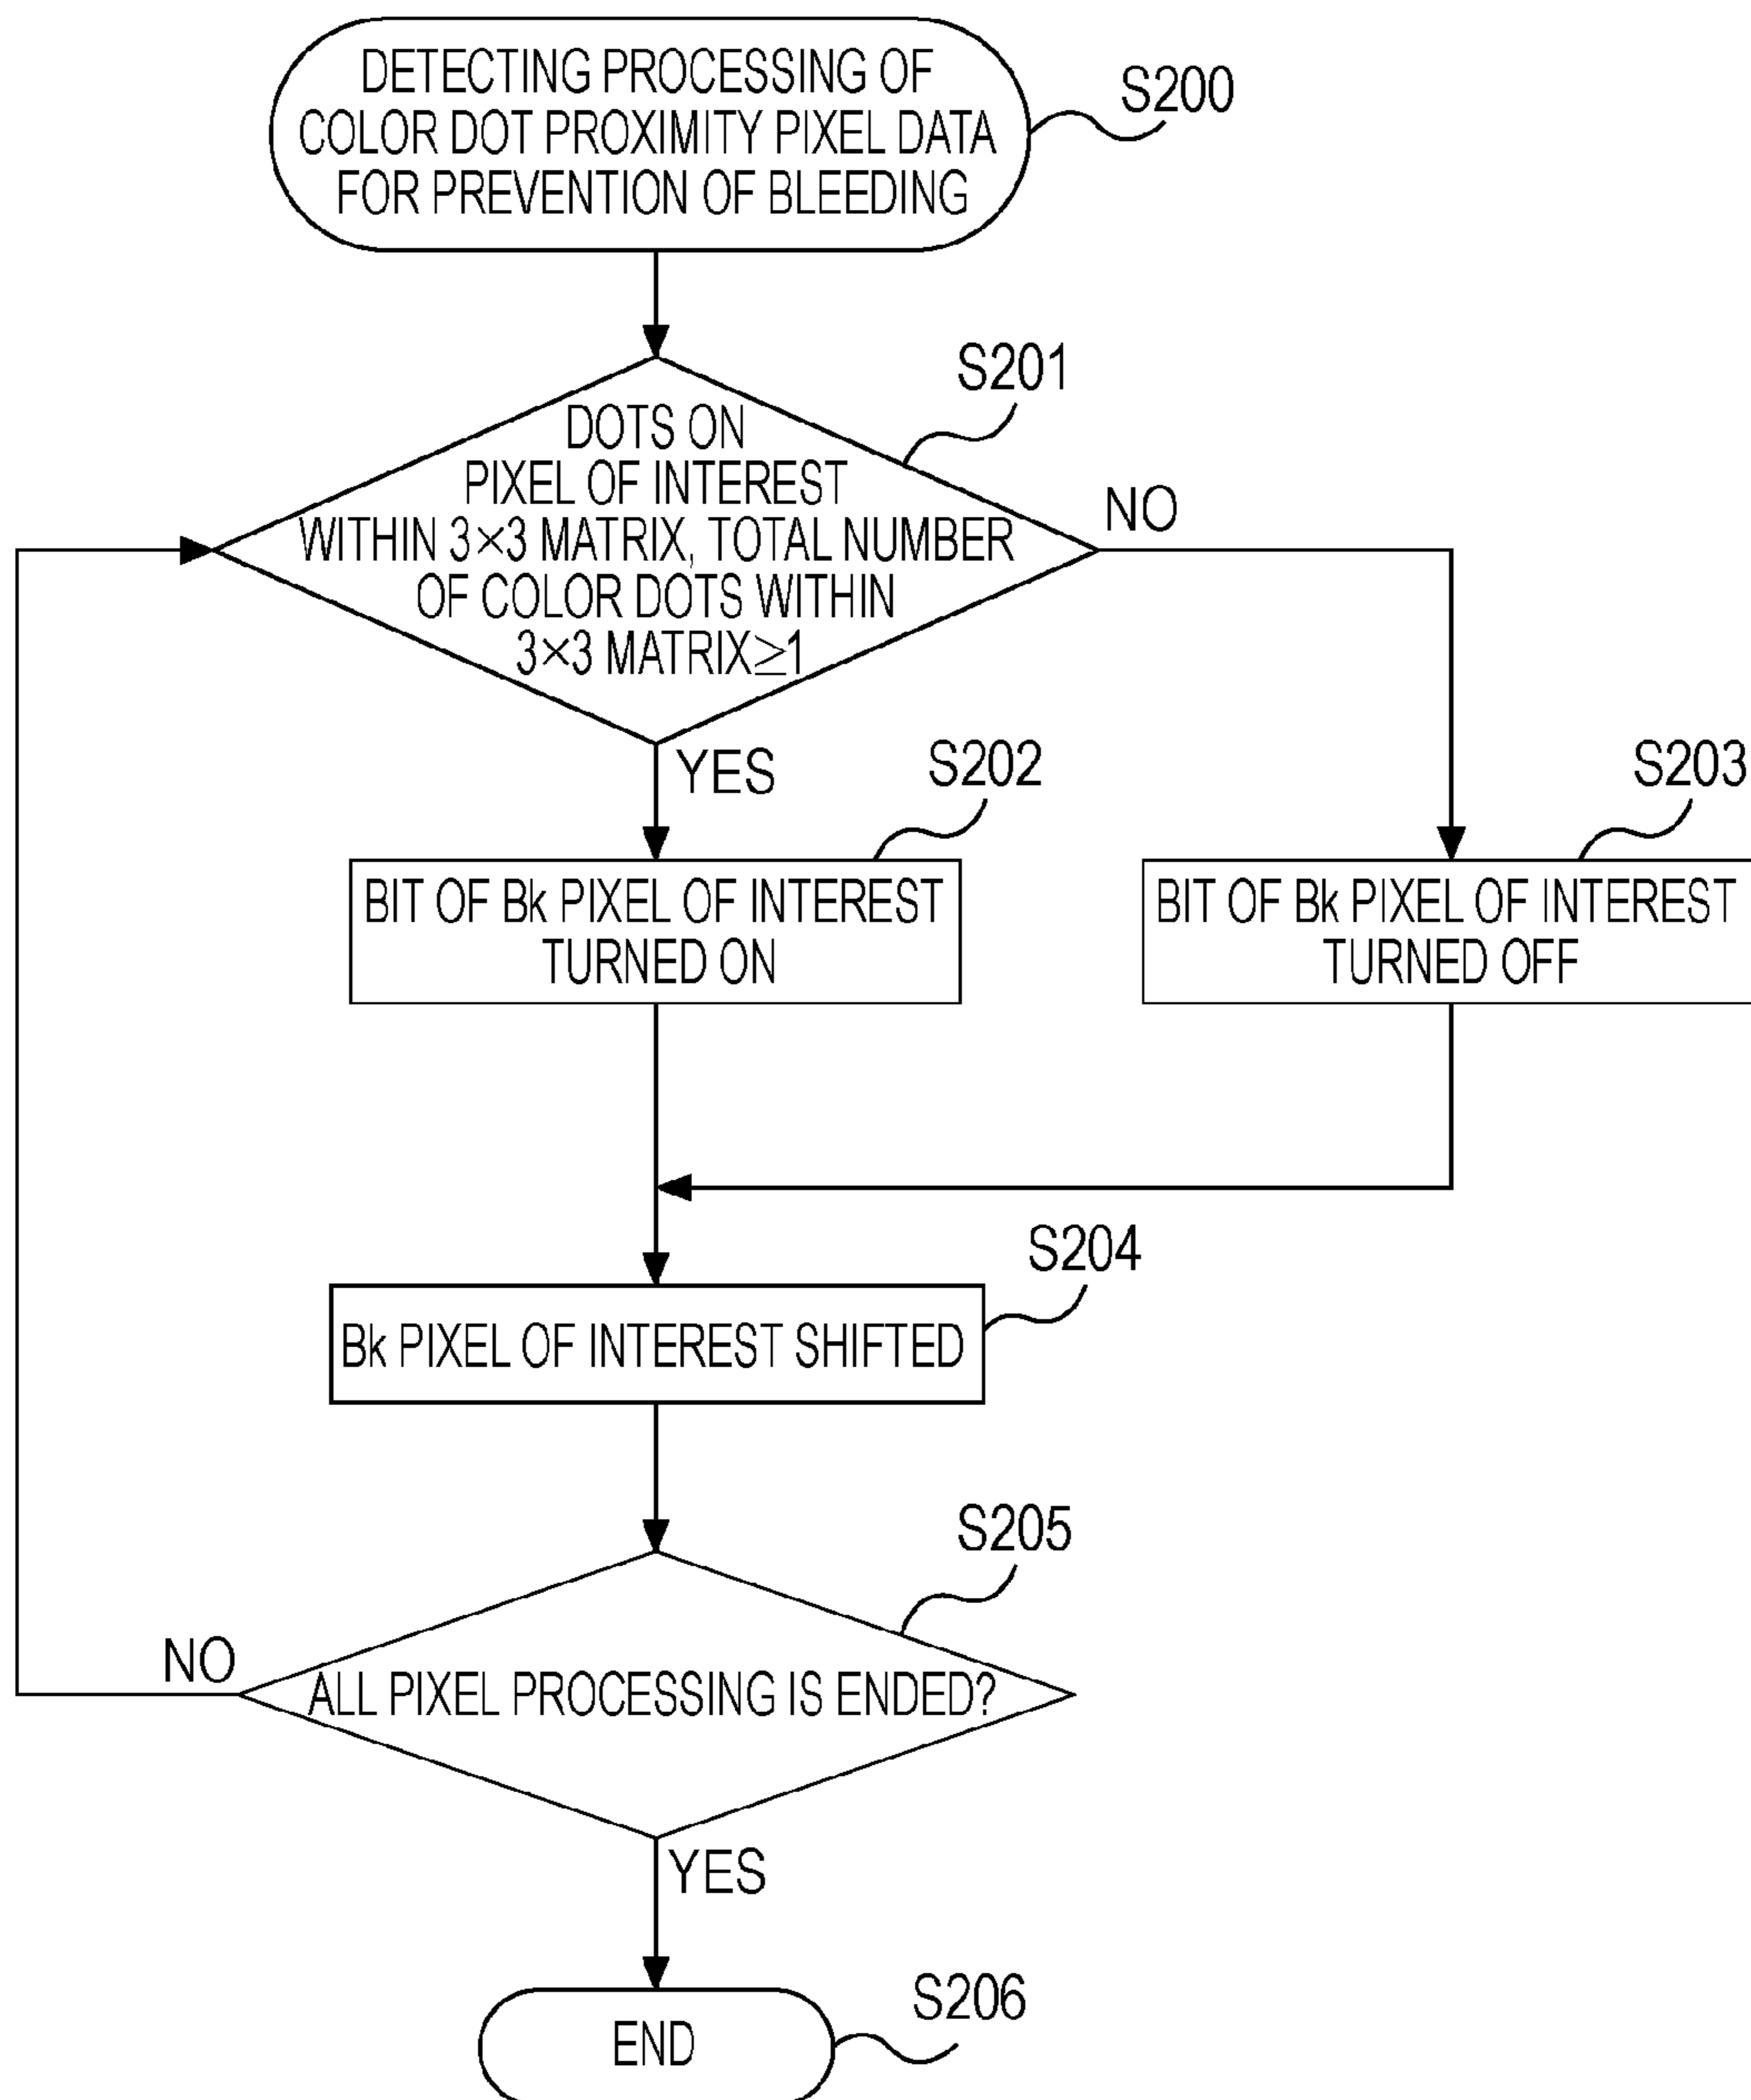 DETECTING PROCESSING OF
COLOR DOT PROXIMITY PIXEL DATA
FOR PREVENTION OF BLEEDING
S200
S201
DOTS ON
PIXEL OF INTEREST
WITHIN 3×3 MATRIX, TOTAL NUMBER
OF COLOR DOTS WITHIN
3×3 MATRIX≥1
NO
YES
S202
S203
BIT OF Bk PIXEL OF INTEREST
TURNED ON
BIT OF Bk PIXEL OF INTEREST
TURNED OFF
S204
Bk PIXEL OF INTEREST SHIFTED
S205
NO
ALL PIXEL PROCESSING IS ENDED?
YES
S206
END